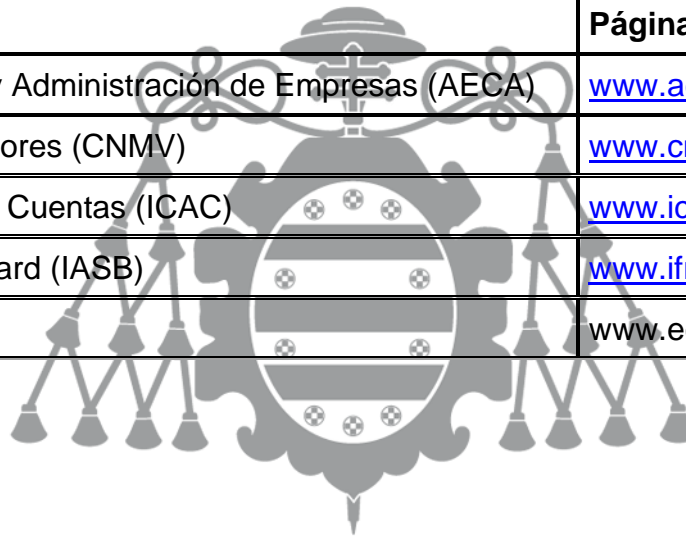 Página
y Administración de Empresas (AECA) www.a
ores (CNMV) www.c
Cuentas (ICAC) www.ic
ard (IASB) www.if
www.e